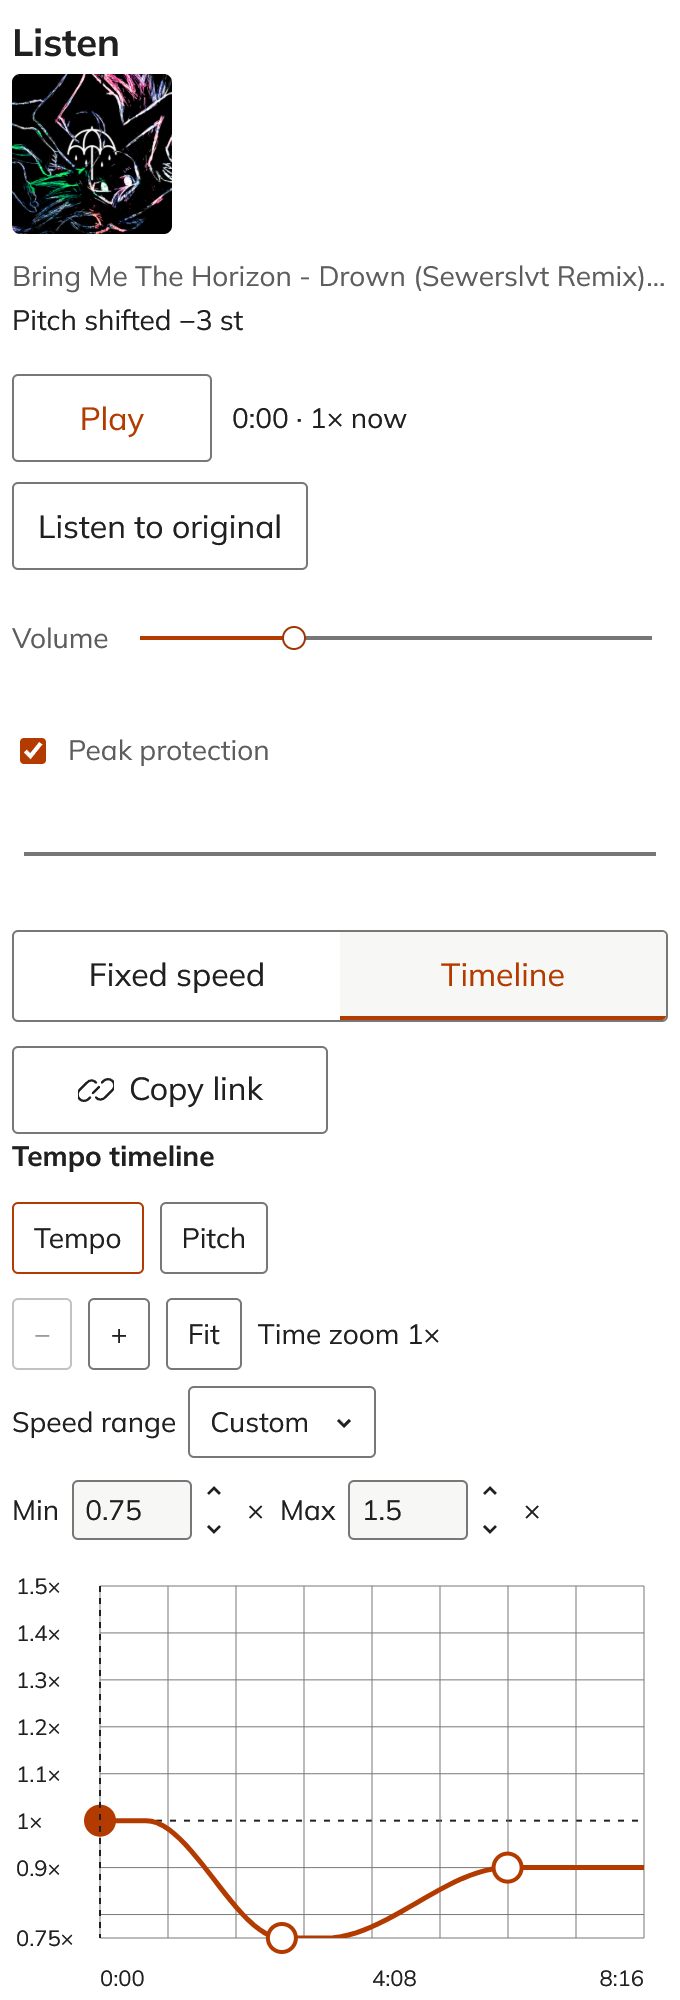 Listen
Bring Me The Horizon - Drown (Sewerslvt Remix)...
Pitch shifted −3 st
Play
0:00 · 1× now
Listen to original
Volume
Peak protection
Fixed speed
Timeline
Copy link
Tempo timeline
Tempo
Pitch
−
+
Fit
Time zoom 1×
Speed range
Custom
Min 0.75 × Max 1.5 ×
1.5×
1.4×
1.3×
1.2×
1.1×
1×
0.9×
0.75×
0:00
4:08
8:16